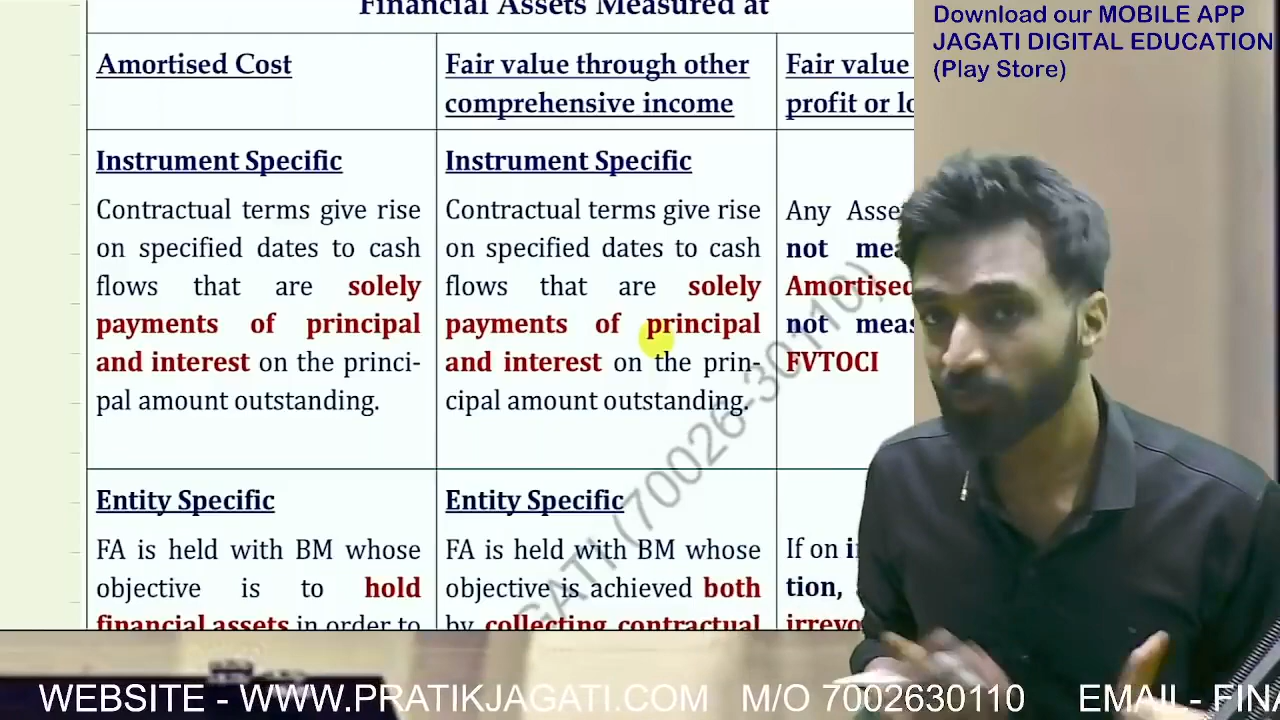 Financial Assets Measured at
Download our MOBILE APP
JAGATI DIGITAL EDUCATION
(Play Store)
Amortised Cost
Fair value through other
comprehensive income
Fair value
profit or lo
Instrument Specific
Contractual terms give rise
on specified dates to cash
flows that are solely
payments of principal
and interest on the princi-
pal amount outstanding.
Instrument Specific
Contractual terms give rise
on specified dates to cash
flows that are solely
payments of principal
and interest on the prin-
cipal amount outstanding.
Any Asse
not mea
Amortised
not meas
FVTOCI
Entity Specific
FA is held with BM whose
objective is to hold
financial assets in order to
Entity Specific
FA is held with BM whose
objective is achieved both
by collecting contractual
If on i
tion,
irrevo
GATI (70026-30110)
WEBSITE - WWW.PRATIKJAGATI.COM M/O 7002630110 EMAIL- FINA